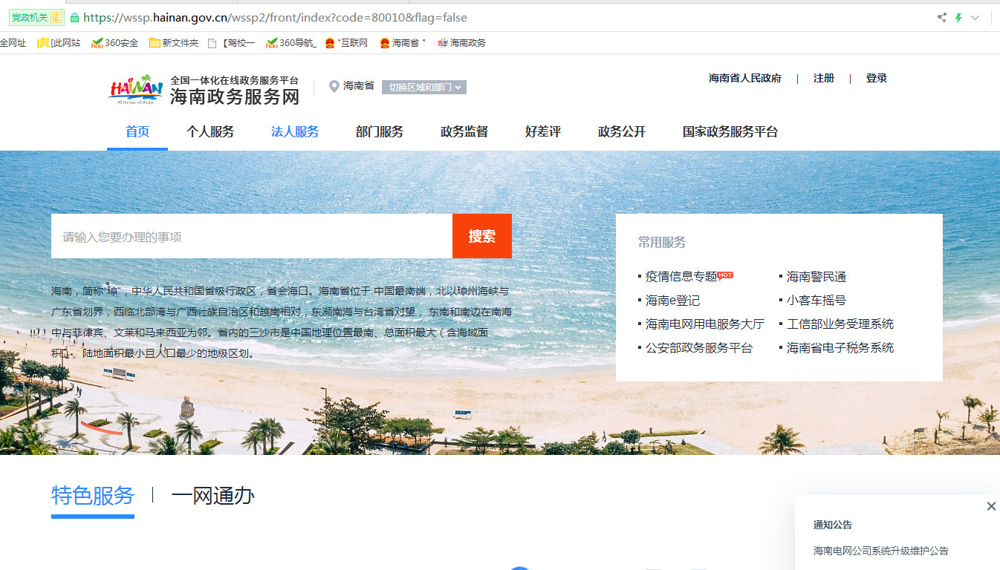 党政机关 证 https://wssp.hainan.gov.cn/wssp2/front/index?code=80010&flag=false
全网址 [此网站 360安全 新文件夹 【驾校一 360导航_ "互联网 海南省 " 海南政务
HAINAN
全国一体化在线政务服务平台
海南政务服务网
海南省 切换区域和部门
海南省人民政府 | 注册 | 登录
首页 个人服务 法人服务 部门服务 政务监督 好差评 政务公开 国家政务服务平台
请输入您要办理的事项 搜索
海南，简称“琼”，中华人民共和国省级行政区，省会海口。海南省位于 中国最南端，北以琼州海峡与
广东省划界，西临北部湾与广西壮族自治区和越南相对，东濒南海与台湾省对望， 东南和南边在南海
中与菲律宾、文莱和马来西亚为邻。省内的三沙市是中国地理位置最南、总面积最大（含海域面
积）、陆地面积最小且人口最少的地级区划。
常用服务
疫情信息专题 HOT 海南警民通
海南e登记 小客车摇号
海南电网用电服务大厅 工信部业务受理系统
公安部政务服务平台 海南省电子税务系统
特色服务 | 一网通办
通知公告
海南电网公司系统升级维护公告